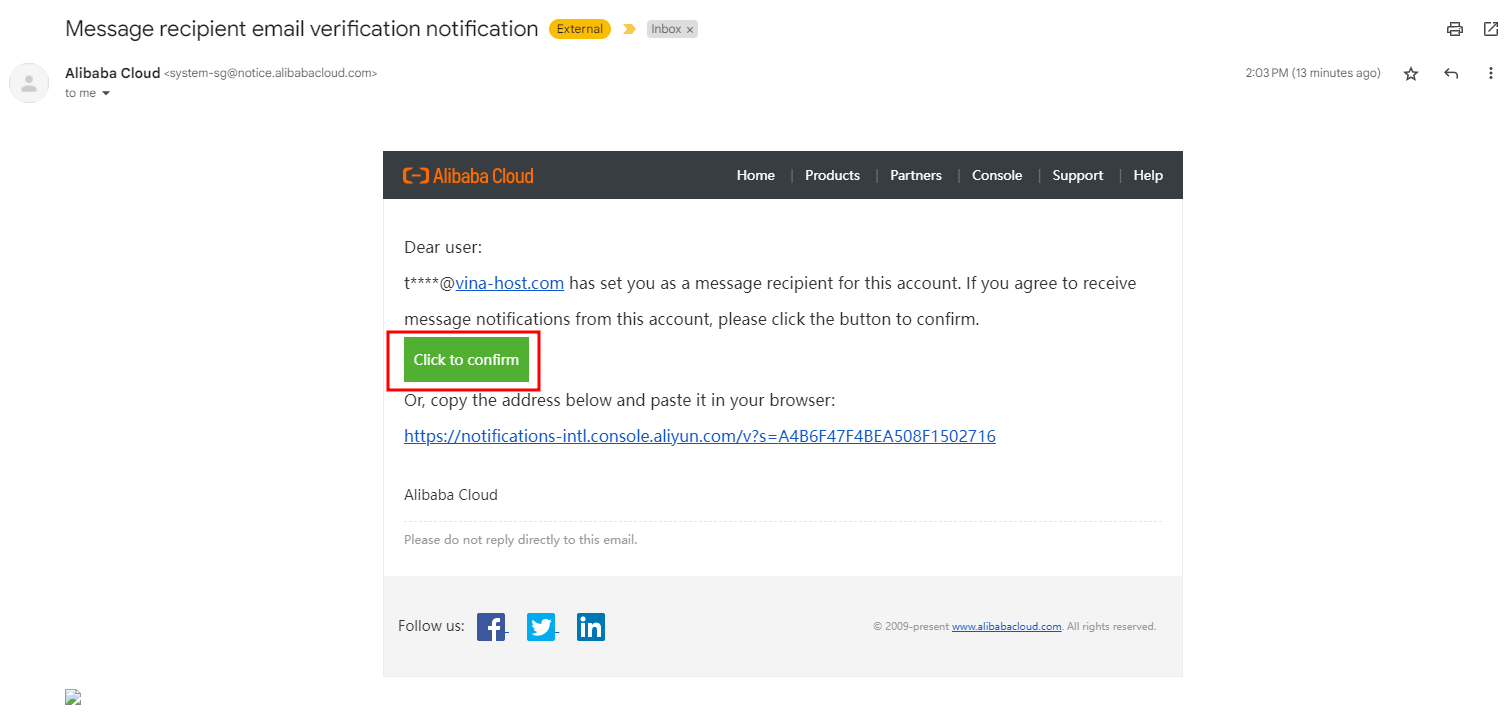 Message recipient email verification notification External Inbox ×
Alibaba Cloud <system-sg@notice.alibabacloud.com> 2:03 PM (13 minutes ago)
to me
Alibaba Cloud Home | Products | Partners | Console | Support | Help
Dear user:
t****@vina-host.com has set you as a message recipient for this account. If you agree to receive
message notifications from this account, please click the button to confirm.
Click to confirm
Or, copy the address below and paste it in your browser:
https://notifications-intl.console.aliyun.com/v?s=A4B6F47F4BEA508F1502716
Alibaba Cloud
Please do not reply directly to this email.
Follow us: © 2009-present www.alibabacloud.com. All rights reserved.